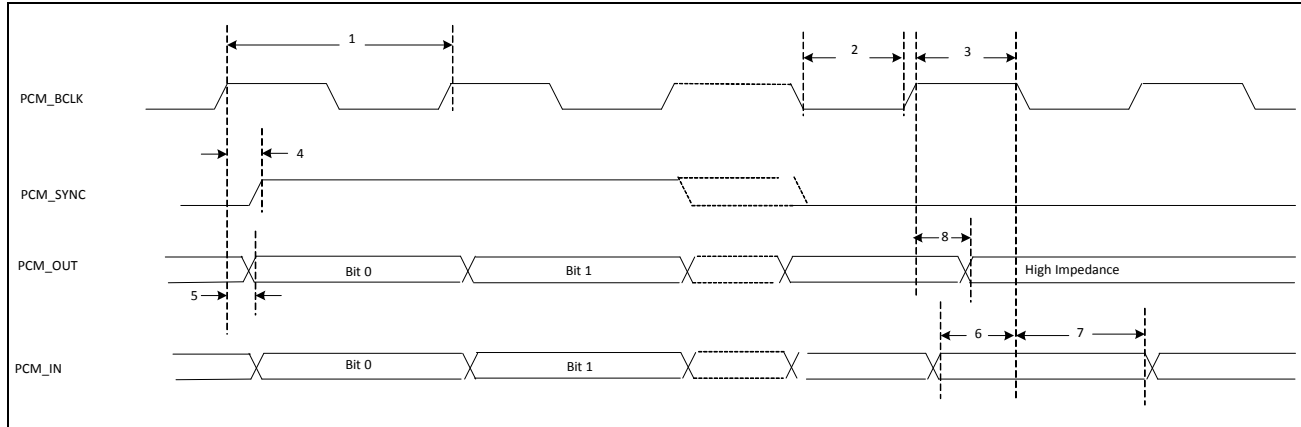 1
2
3
PCM_BCLK
4
PCM_SYNC
8
PCM_OUT
Bit 0
Bit 1
High Impedance
5
6
7
PCM_IN
Bit 0
Bit 1